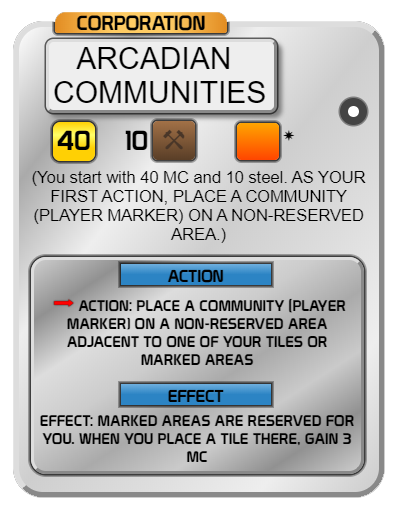 CORPORATION
ARCADIAN
COMMUNITIES
40 10 *
(You start with 40 MC and 10 steel. AS YOUR
FIRST ACTION, PLACE A COMMUNITY
(PLAYER MARKER) ON A NON-RESERVED
AREA.)
ACTION
ACTION: PLACE A COMMUNITY (PLAYER
MARKER) ON A NON-RESERVED AREA
ADJACENT TO ONE OF YOUR TILES OR
MARKED AREAS
EFFECT
EFFECT: MARKED AREAS ARE RESERVED FOR
YOU. WHEN YOU PLACE A TILE THERE, GAIN 3
MC